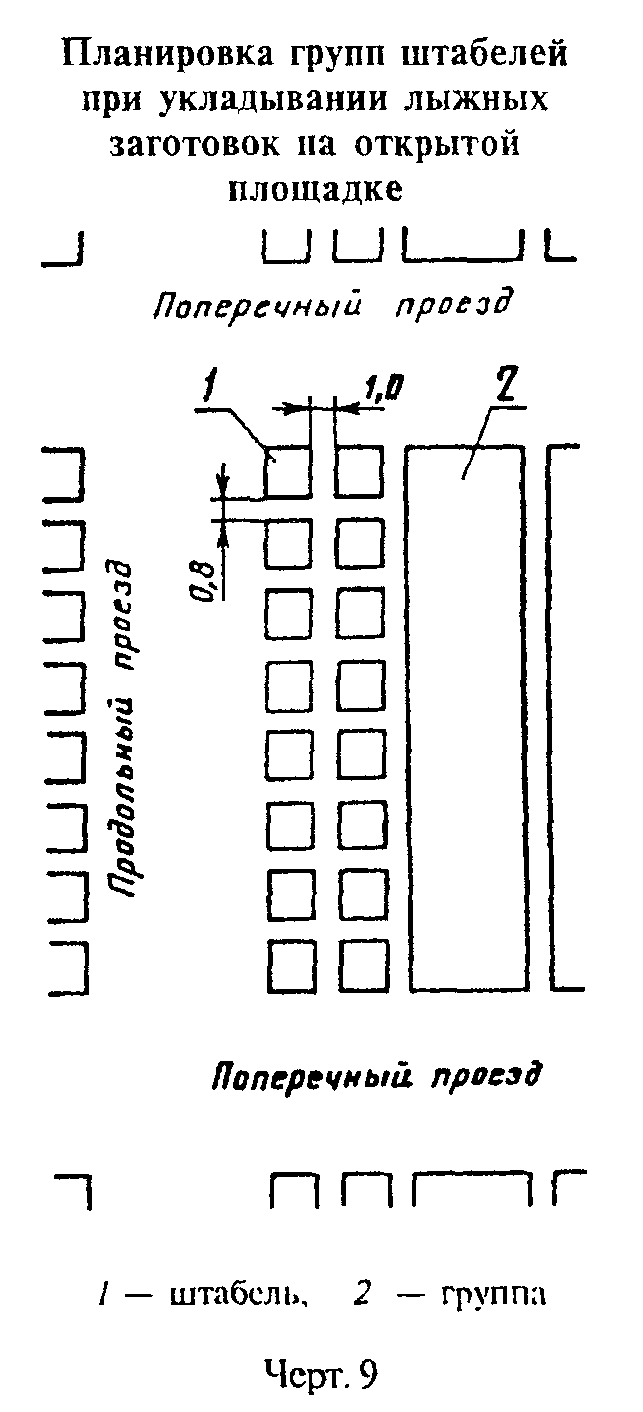 Планировка групп штабелей
при укладывании лыжных
заготовок на открытой
площадке
Поперечный проезд
1
1,0
2
0,8
Продольный проезд
Поперечный проезд
1 — штабель, 2 — группа
Черт. 9